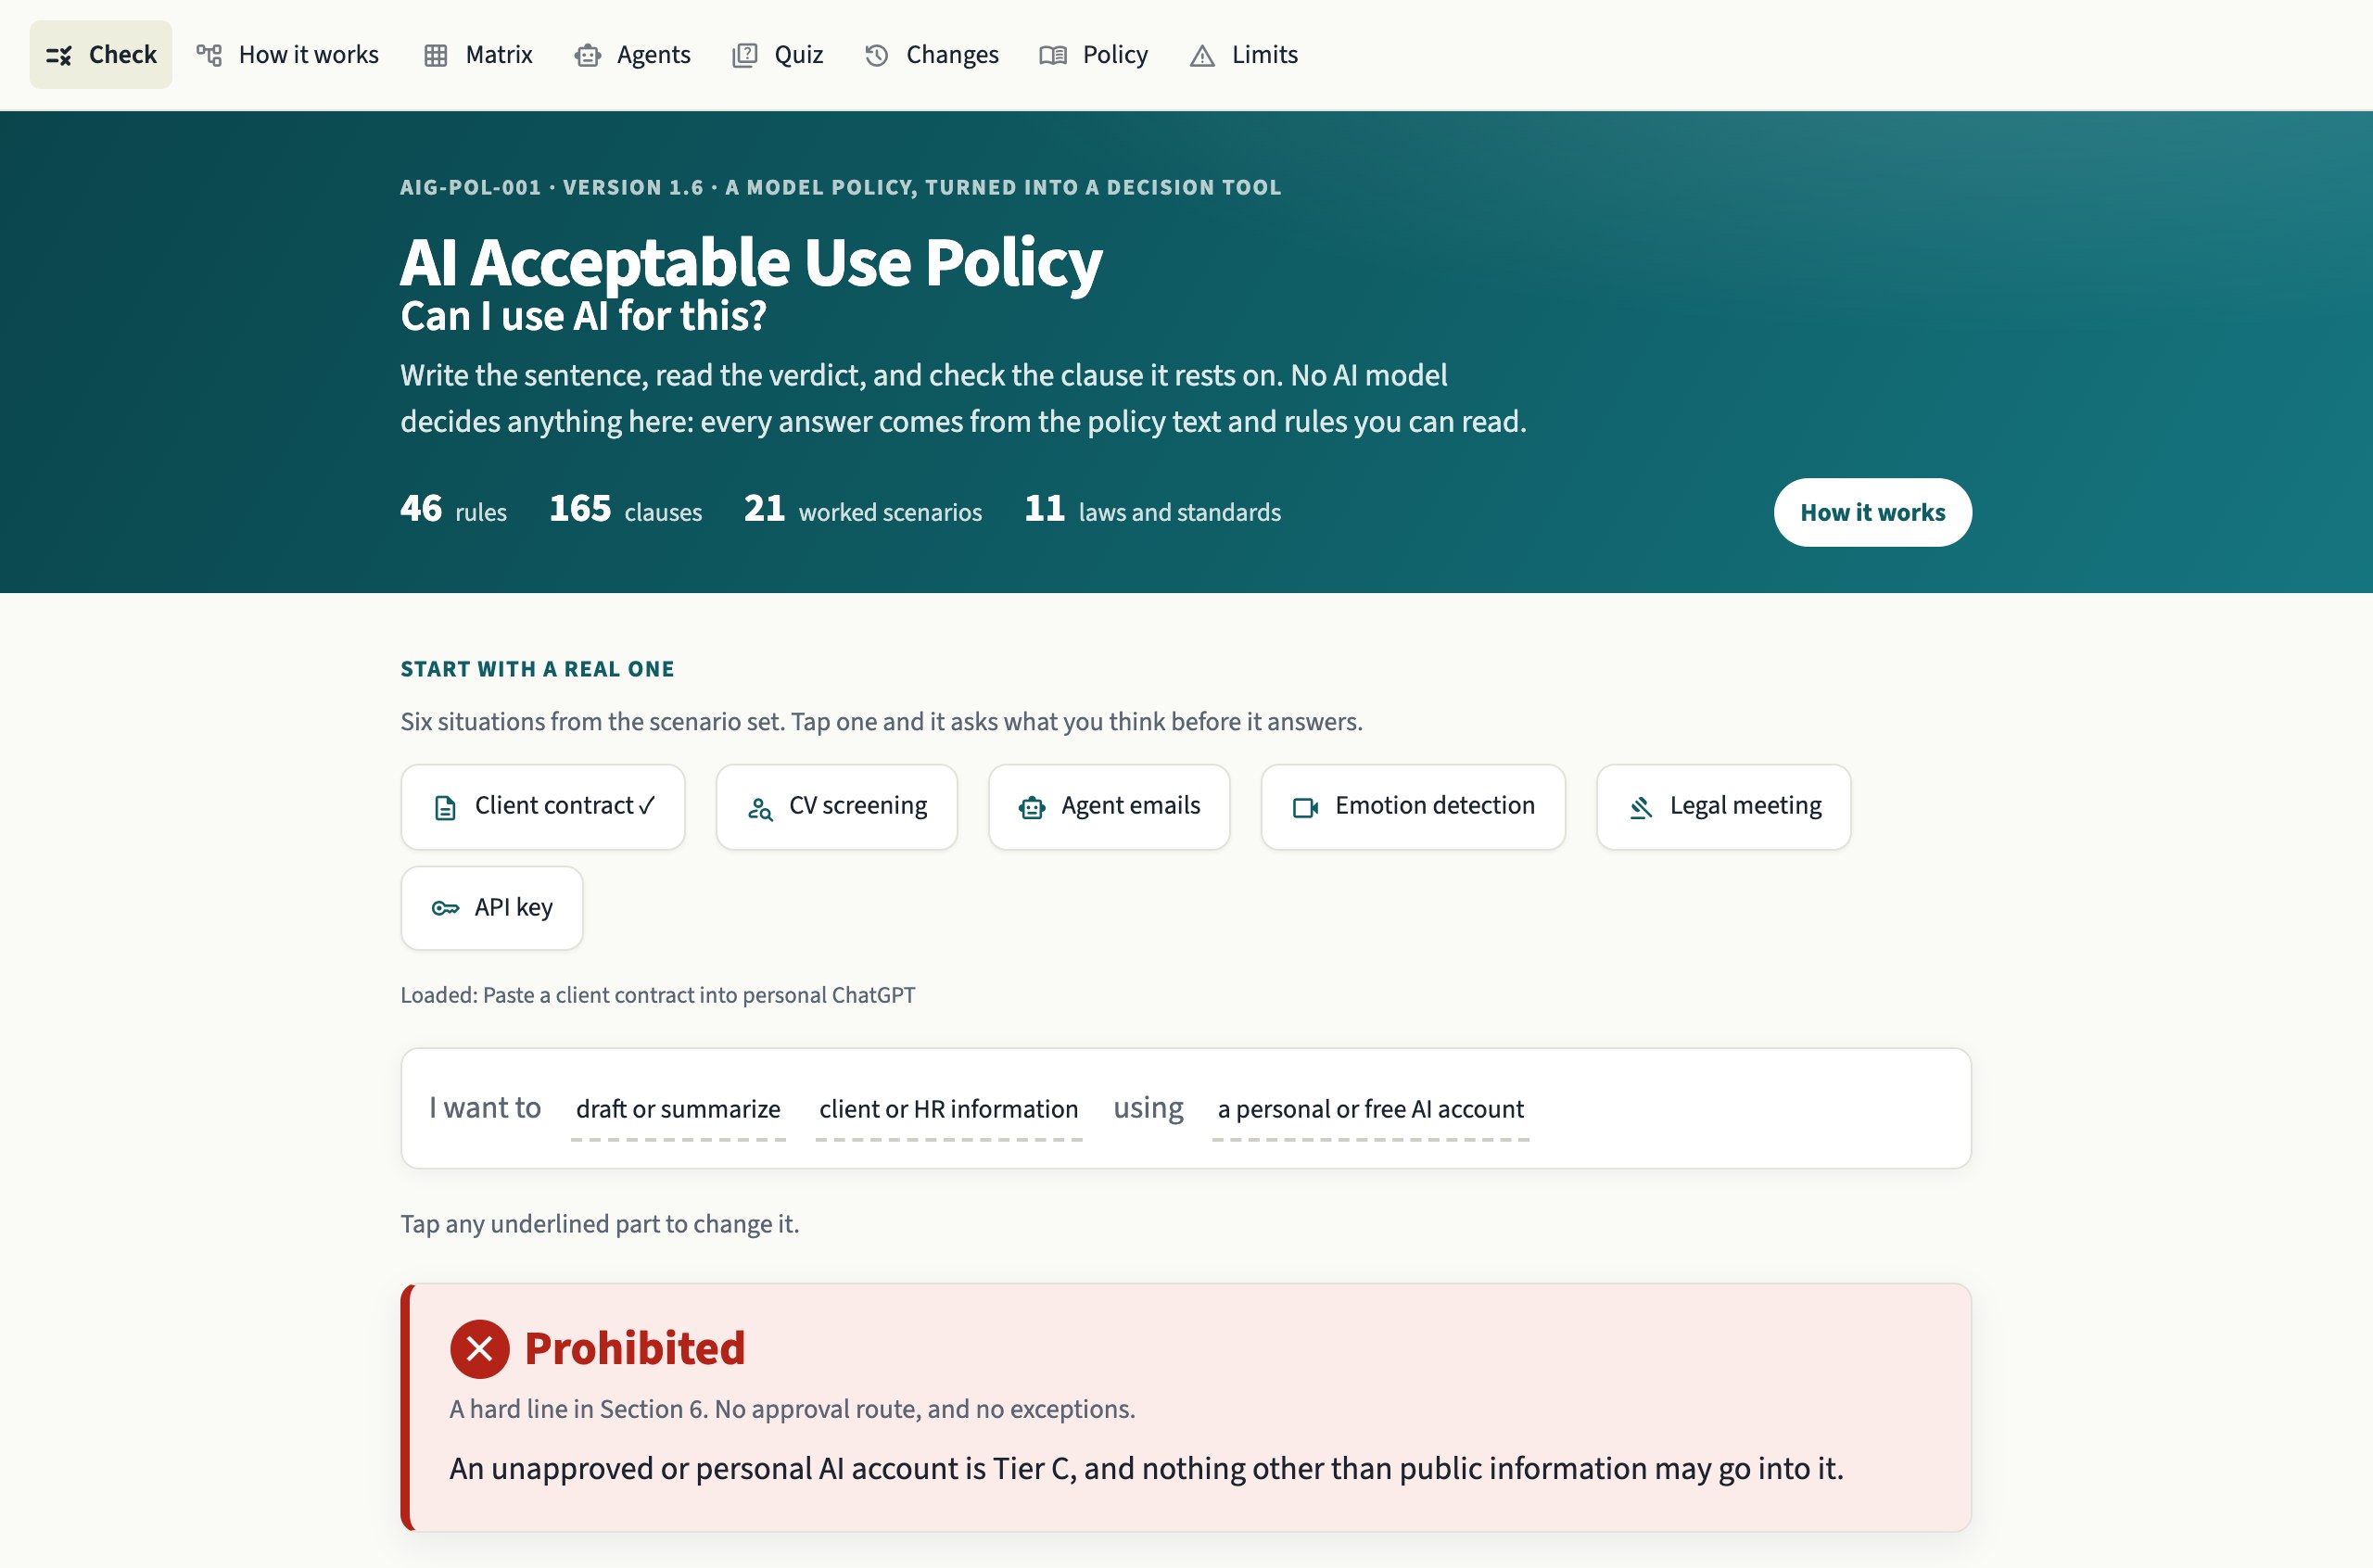 Check How it works Matrix Agents Quiz Changes Policy Limits
AIG-POL-001 · VERSION 1.6 · A MODEL POLICY, TURNED INTO A DECISION TOOL
AI Acceptable Use Policy
Can I use AI for this?
Write the sentence, read the verdict, and check the clause it rests on. No AI model
decides anything here: every answer comes from the policy text and rules you can read.
46 rules 165 clauses 21 worked scenarios 11 laws and standards How it works
START WITH A REAL ONE
Six situations from the scenario set. Tap one and it asks what you think before it answers.
Client contract ✓ CV screening Agent emails Emotion detection Legal meeting
API key
Loaded: Paste a client contract into personal ChatGPT
I want to draft or summarize client or HR information using a personal or free AI account
Tap any underlined part to change it.
Prohibited
A hard line in Section 6. No approval route, and no exceptions.
An unapproved or personal AI account is Tier C, and nothing other than public information may go into it.